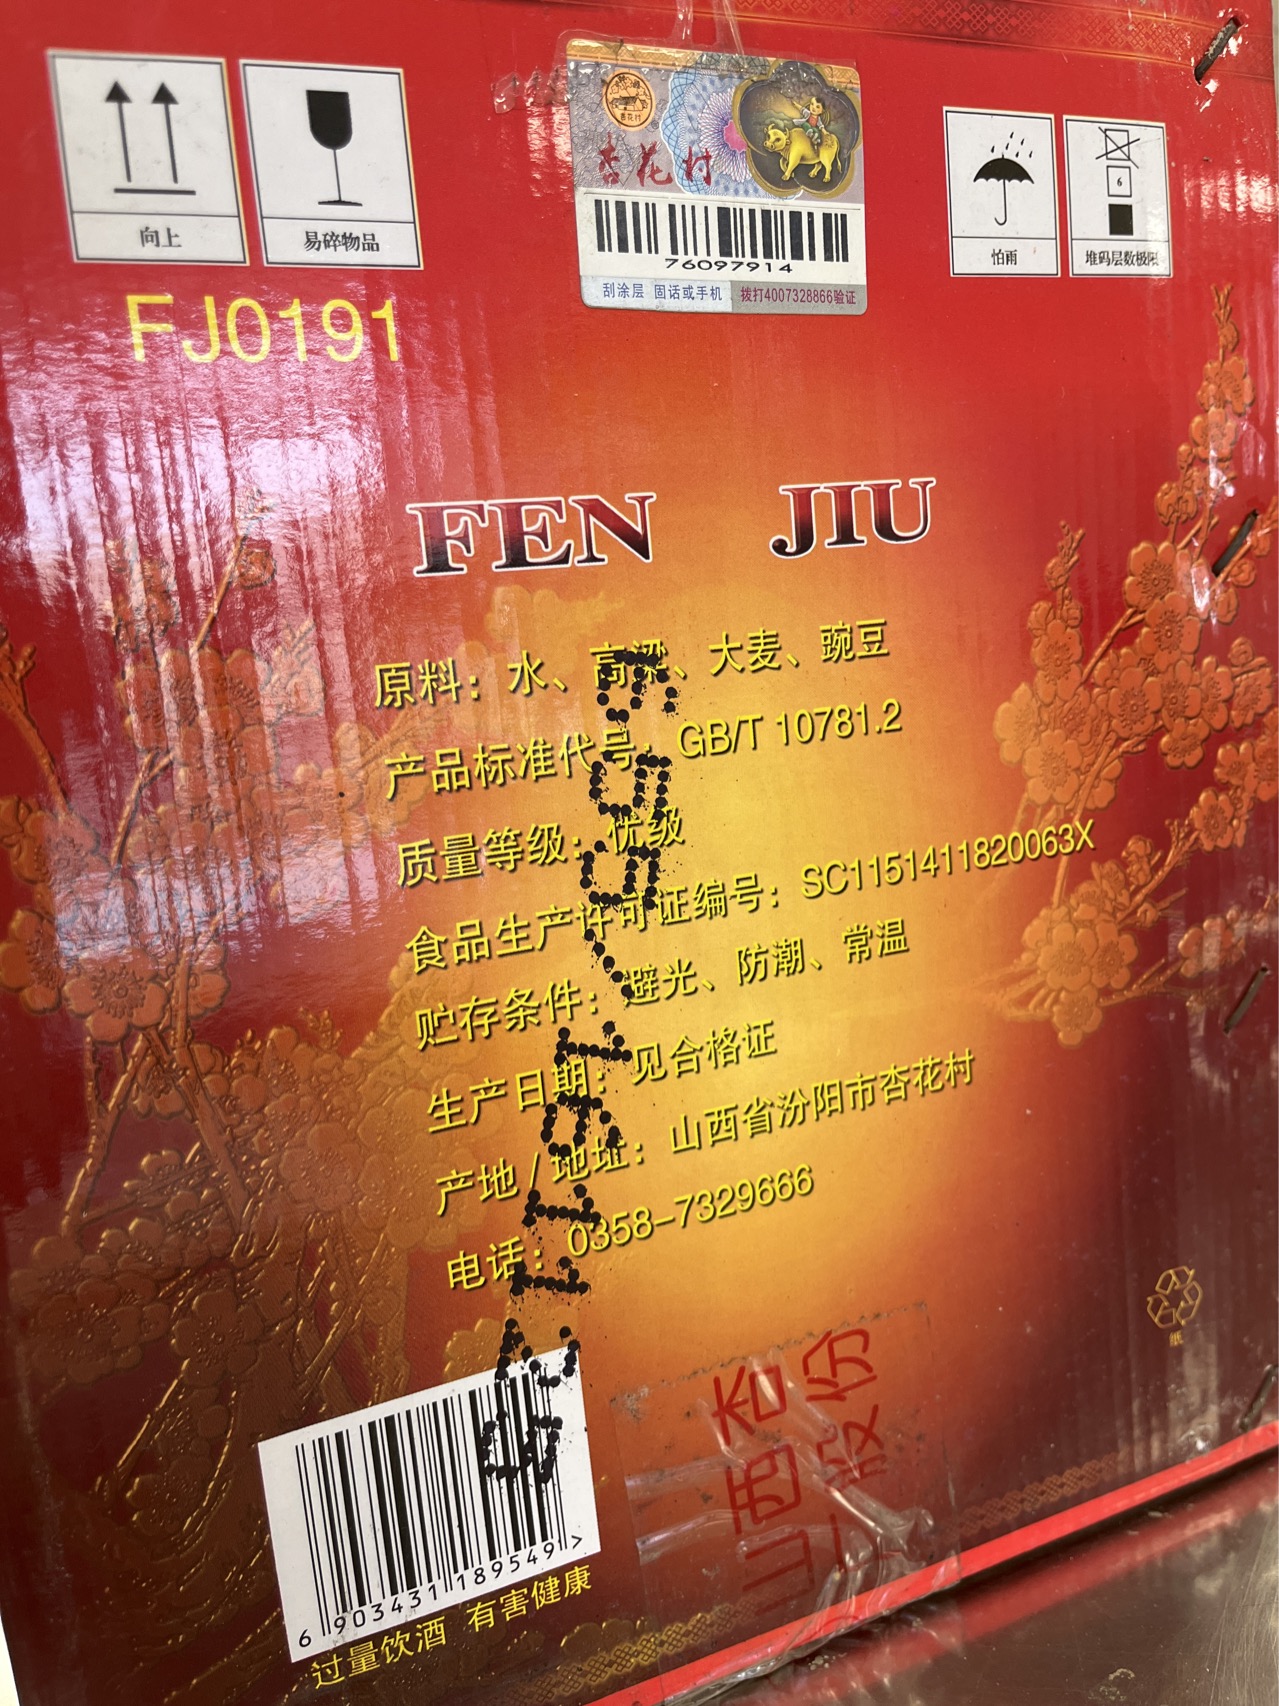 向上
易碎物品
杏花村
杏花村
76097914
刮涂层 固话或手机 拨打4007328866验证
怕雨
6
堆码层数极限
FJ0191
FEN JIU
原料：水、高粱、大麦、豌豆
产品标准代号：GB/T 10781.2
质量等级：优级
食品生产许可证编号：SC1151411820063X
贮存条件：避光、防潮、常温
生产日期：见合格证
产地/地址：山西省汾阳市杏花村
电话：0358-7329666
纸
6 903431 189549 >
过量饮酒 有害健康